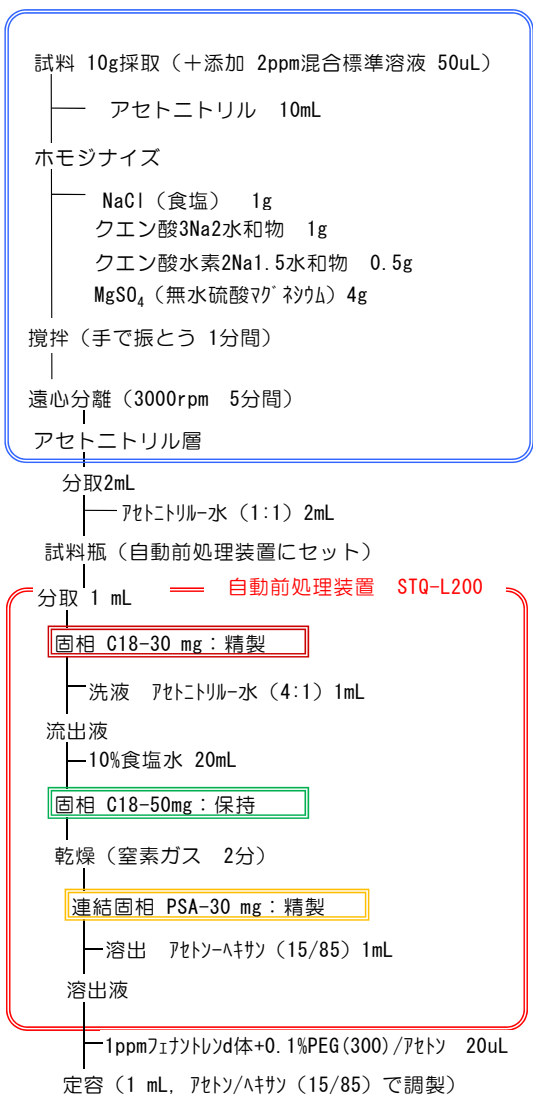 試料 10g採取（＋添加 2ppm混合標準溶液 50uL）
アセトニトリル 10mL
ホモジナイズ
NaCl（食塩） 1g
クエン酸3Na2水和物 1g
クエン酸水素2Na1.5水和物 0.5g
MgSO₄（無水硫酸ﾏｸﾞﾈｼｳﾑ）4g
撹拌（手で振とう 1分間）
遠心分離（3000rpm 5分間）
アセトニトリル層
分取2mL
ｱｾﾄﾆﾄﾘﾙｰ水（1:1）2mL
試料瓶（自動前処理装置にセット）
自動前処理装置 STQ-L200
分取 1 mL
固相 C18-30 mg：精製
洗液 ｱｾﾄﾆﾄﾘﾙｰ水（4:1）1mL
流出液
10%食塩水 20mL
固相 C18-50mg：保持
乾燥（窒素ガス 2分）
連結固相 PSA-30 mg：精製
溶出 ｱｾﾄﾝｰﾍｷｻﾝ（15/85）1mL
溶出液
1ppmﾌｪﾅﾝﾄﾚﾝd体+0.1%PEG(300)/ｱｾﾄﾝ 20uL
定容（1 mL, ｱｾﾄﾝ/ﾍｷｻﾝ（15/85）で調製）